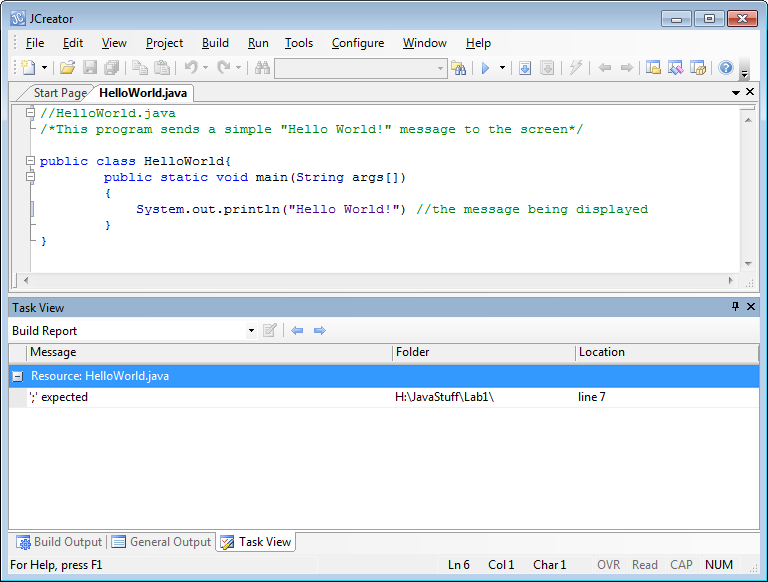 JCreator
File Edit View Project Build Run Tools Configure Window Help
Start Page HelloWorld.java
//HelloWorld.java
/*This program sends a simple "Hello World!" message to the screen*/
public class HelloWorld{
public static void main(String args[])
{
System.out.println("Hello World!") //the message being displayed
}
}
Task View
Build Report
Message Folder Location
Resource: HelloWorld.java
';' expected H:\JavaStuff\Lab1\ line 7
Build Output General Output Task View
For Help, press F1 Ln 6 Col 1 Char 1 OVR Read CAP NUM